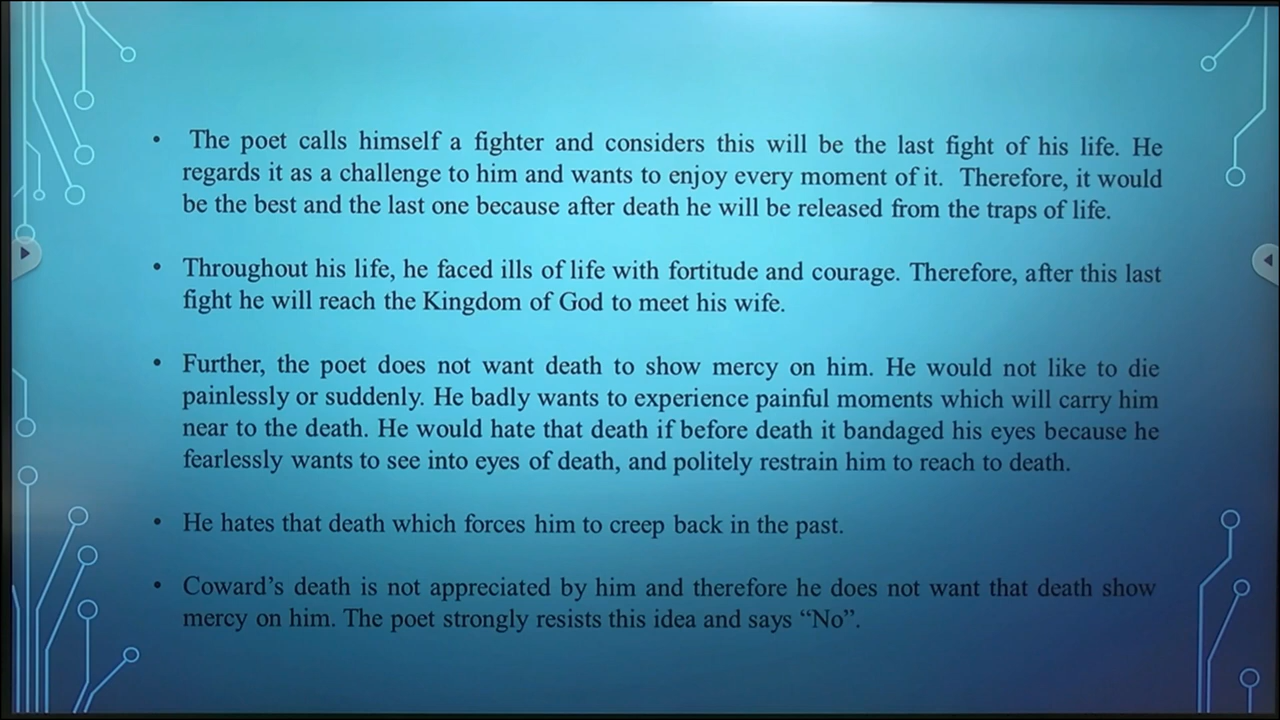 • The poet calls himself a fighter and considers this will be the last fight of his life. He
regards it as a challenge to him and wants to enjoy every moment of it. Therefore, it would
be the best and the last one because after death he will be released from the traps of life.
• Throughout his life, he faced ills of life with fortitude and courage. Therefore, after this last
fight he will reach the Kingdom of God to meet his wife.
• Further, the poet does not want death to show mercy on him. He would not like to die
painlessly or suddenly. He badly wants to experience painful moments which will carry him
near to the death. He would hate that death if before death it bandaged his eyes because he
fearlessly wants to see into eyes of death, and politely restrain him to reach to death.
• He hates that death which forces him to creep back in the past.
• Coward’s death is not appreciated by him and therefore he does not want that death show
mercy on him. The poet strongly resists this idea and says “No”.